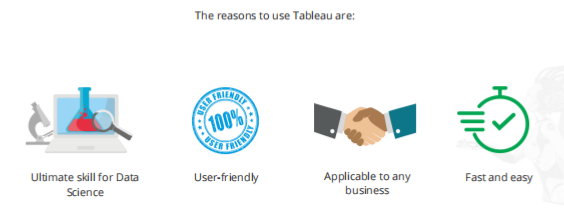 The reasons to use Tableau are:
USER FRIENDLY
100%
USER FRIENDLY
Ultimate skill for Data
Science
User-friendly
Applicable to any
business
Fast and easy